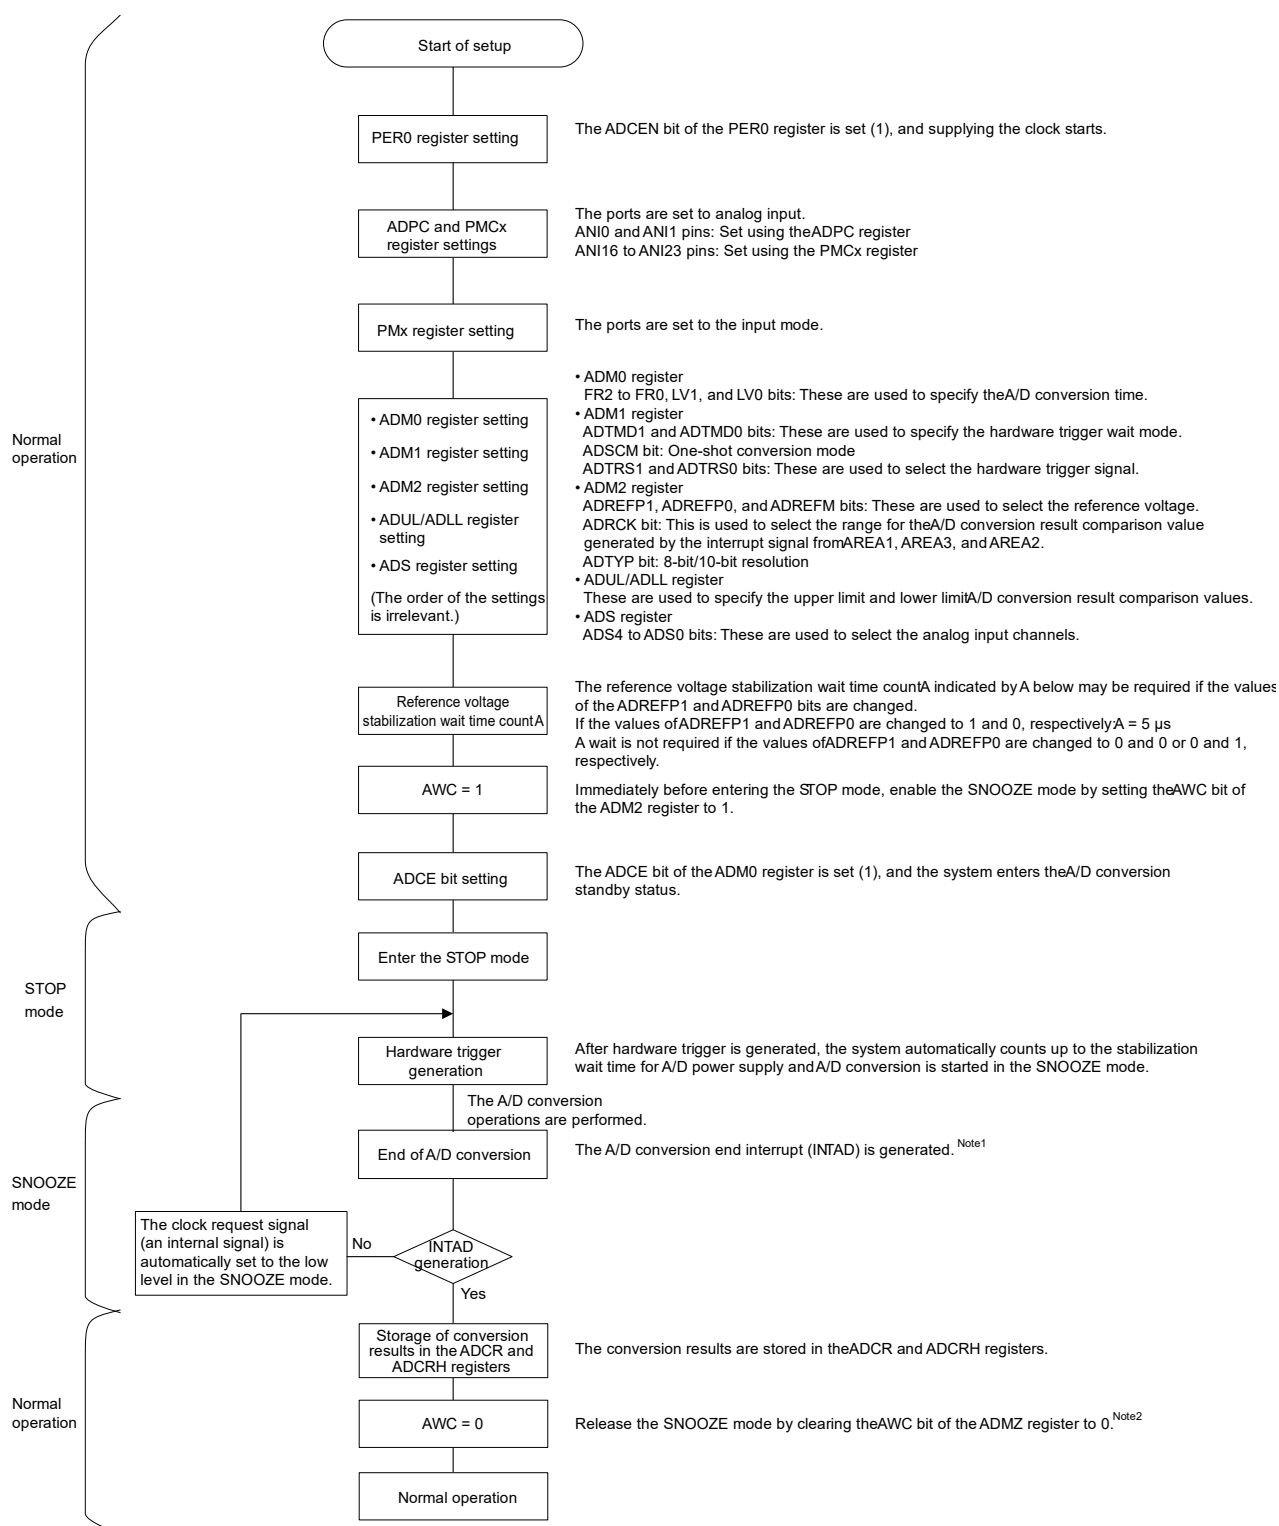 Start of setup
PER0 register setting
The ADCEN bit of the PER0 register is set (1), and supplying the clock starts.
ADPC and PMCx
register settings
The ports are set to analog input.
ANI0 and ANI1 pins: Set using theADPC register
ANI16 to ANI23 pins: Set using the PMCx register
PMx register setting
The ports are set to the input mode.
• ADM0 register setting
• ADM1 register setting
• ADM2 register setting
• ADUL/ADLL register
setting
• ADS register setting
(The order of the settings
is irrelevant.)
• ADM0 register
FR2 to FR0, LV1, and LV0 bits: These are used to specify theA/D conversion time.
• ADM1 register
ADTMD1 and ADTMD0 bits: These are used to specify the hardware trigger wait mode.
ADSCM bit: One-shot conversion mode
ADTRS1 and ADTRS0 bits: These are used to select the hardware trigger signal.
• ADM2 register
ADREFP1, ADREFP0, and ADREFM bits: These are used to select the reference voltage.
ADRCK bit: This is used to select the range for theA/D conversion result comparison value
generated by the interrupt signal fromAREA1, AREA3, and AREA2.
ADTYP bit: 8-bit/10-bit resolution
• ADUL/ADLL register
These are used to specify the upper limit and lower limitA/D conversion result comparison values.
• ADS register
ADS4 to ADS0 bits: These are used to select the analog input channels.
Normal
operation
Reference voltage
stabilization wait time countA
The reference voltage stabilization wait time countA indicated by A below may be required if the values
of the ADREFP1 and ADREFP0 bits are changed.
If the values of ADREFP1 and ADREFP0 are changed to 1 and 0, respectively:A = 5 µs
A wait is not required if the values ofADREFP1 and ADREFP0 are changed to 0 and 0 or 0 and 1,
respectively.
AWC = 1
Immediately before entering the STOP mode, enable the SNOOZE mode by setting theAWC bit of
the ADM2 register to 1.
ADCE bit setting
The ADCE bit of the ADM0 register is set (1), and the system enters theA/D conversion
standby status.
Enter the STOP mode
STOP
mode
Hardware trigger
generation
After hardware trigger is generated, the system automatically counts up to the stabilization
wait time for A/D power supply and A/D conversion is started in the SNOOZE mode.
The A/D conversion
operations are performed.
End of A/D conversion
The A/D conversion end interrupt (INTAD) is generated. Note1
SNOOZE
mode
The clock request signal
(an internal signal) is
automatically set to the low
level in the SNOOZE mode.
No
INTAD
generation
Yes
Storage of conversion
results in the ADCR and
ADCRH registers
The conversion results are stored in theADCR and ADCRH registers.
Normal
operation
AWC = 0
Release the SNOOZE mode by clearing theAWC bit of the ADMZ register to 0.Note2
Normal operation